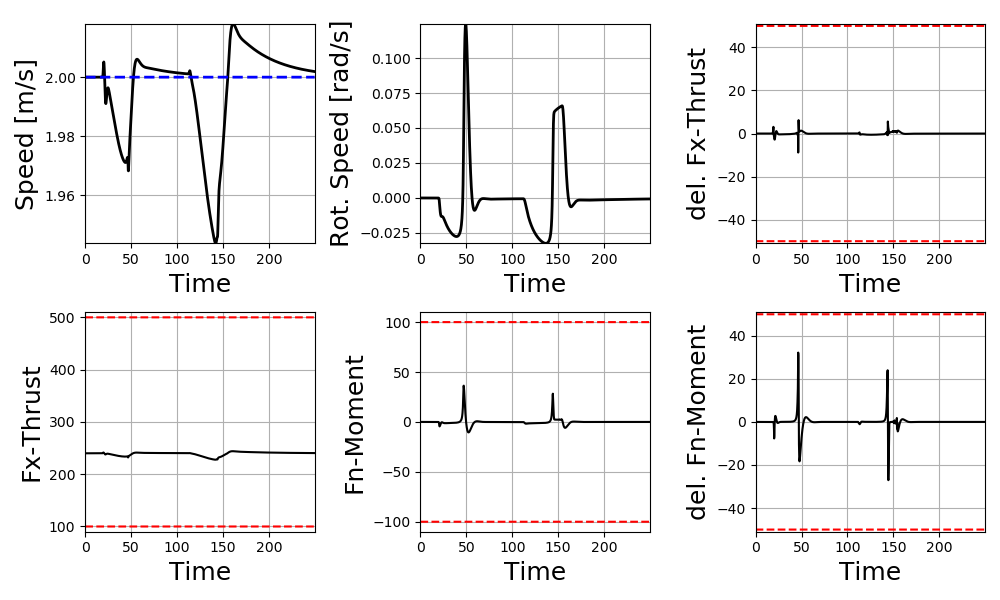 Speed [m/s]
2.00
1.98
1.96
0 50 100 150 200
Time
Rot. Speed [rad/s]
0.100
0.075
0.050
0.025
0.000
−0.025
0 50 100 150 200
Time
del. Fx-Thrust
40
20
0
−20
−40
0 50 100 150 200
Time
Fx-Thrust
500
400
300
200
100
0 50 100 150 200
Time
Fn-Moment
100
50
0
−50
−100
0 50 100 150 200
Time
del. Fn-Moment
40
20
0
−20
−40
0 50 100 150 200
Time